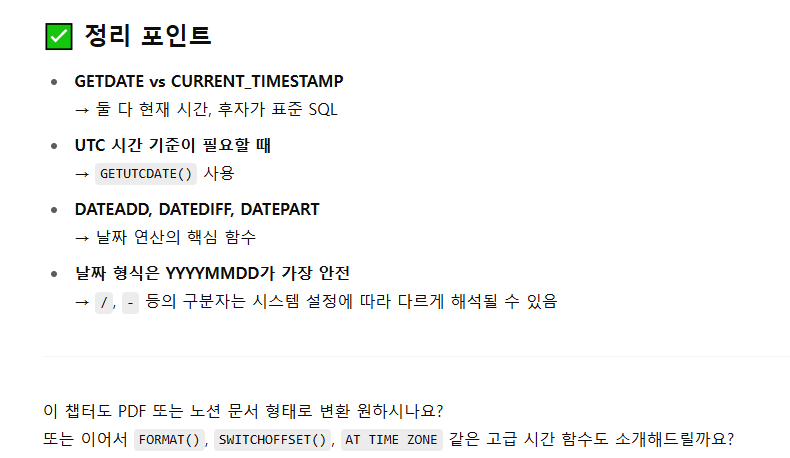 ✅ 정리 포인트
• GETDATE vs CURRENT_TIMESTAMP
→ 둘 다 현재 시간, 후자가 표준 SQL
• UTC 시간 기준이 필요할 때
→ GETUTCDATE() 사용
• DATEADD, DATEDIFF, DATEPART
→ 날짜 연산의 핵심 함수
• 날짜 형식은 YYYYMMDD가 가장 안전
→ /, - 등의 구분자는 시스템 설정에 따라 다르게 해석될 수 있음
이 챕터도 PDF 또는 노션 문서 형태로 변환 원하시나요?
또는 이어서 FORMAT(), SWITCHOFFSET(), AT TIME ZONE 같은 고급 시간 함수도 소개해드릴까요?